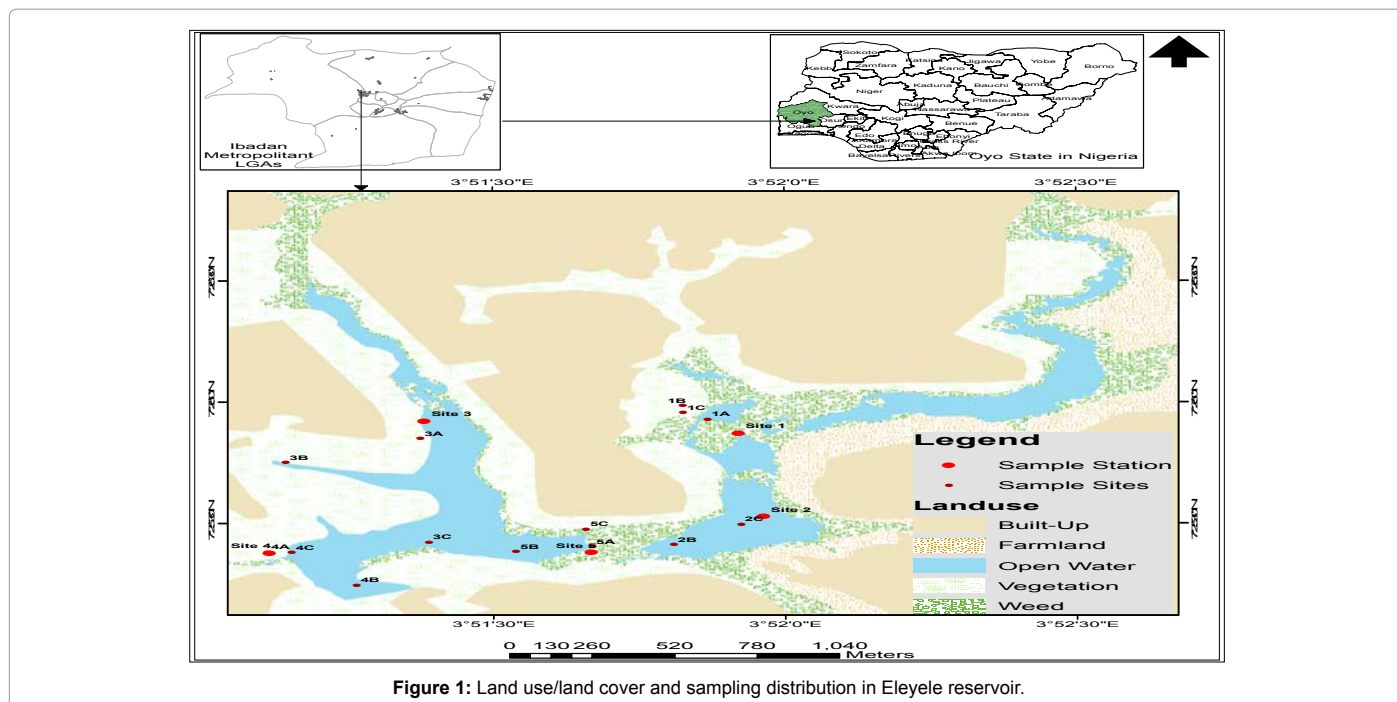 Ibadan
Metropolitant
LGAs
Sokoto
Zamfara
Kano
Jigawa
Yobe
Borno
Kaduna
Bauchi
Niger
Plateau
Adamawa
Kwara
Abuja
Nassarawa
Taraba
Oyo
Kogi
Benue
Edo
Delta
Oyo State in Nigeria
3°51'30"E
3°52'0"E
3°52'30"E
1B
1C
1A
Site 3
Site 1
3A
3B
Site 2
2C
5C
3C
2B
5A
5B
Site 4
4A
4C
4B
Legend
Sample Station
Sample Sites
Landuse
Built-Up
Farmland
Open Water
Vegetation
Weed
3°51'30"E
3°52'0"E
3°52'30"E
0 130 260 520 780 1,040
Meters
Figure 1: Land use/land cover and sampling distribution in Eleyele reservoir.